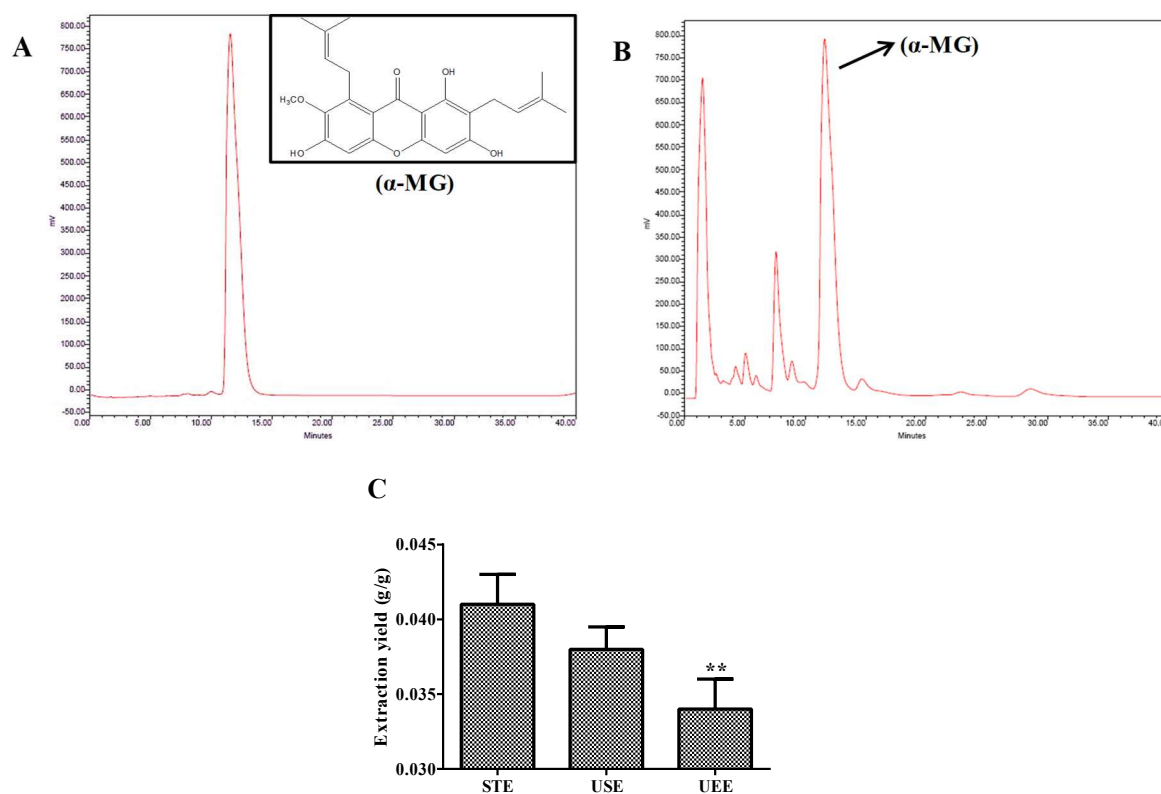 A
800.00
750.00
700.00
650.00
600.00
550.00
500.00
450.00
400.00
350.00
300.00
250.00
200.00
150.00
100.00
50.00
0.00
-50.00
mV
0.00 5.00 10.00 15.00 20.00 25.00 30.00 35.00 40.00
Minutes
O
OH
H3CO
HO
O
OH
(α-MG)
B
(α-MG)
800.00
750.00
700.00
650.00
600.00
550.00
500.00
450.00
400.00
350.00
300.00
250.00
200.00
150.00
100.00
50.00
0.00
-50.00
mV
0.00 5.00 10.00 15.00 20.00 25.00 30.00 35.00 40.0
Minutes
C
0.045
0.040
0.035
0.030
Extraction yield (g/g)
**
STE USE UEE